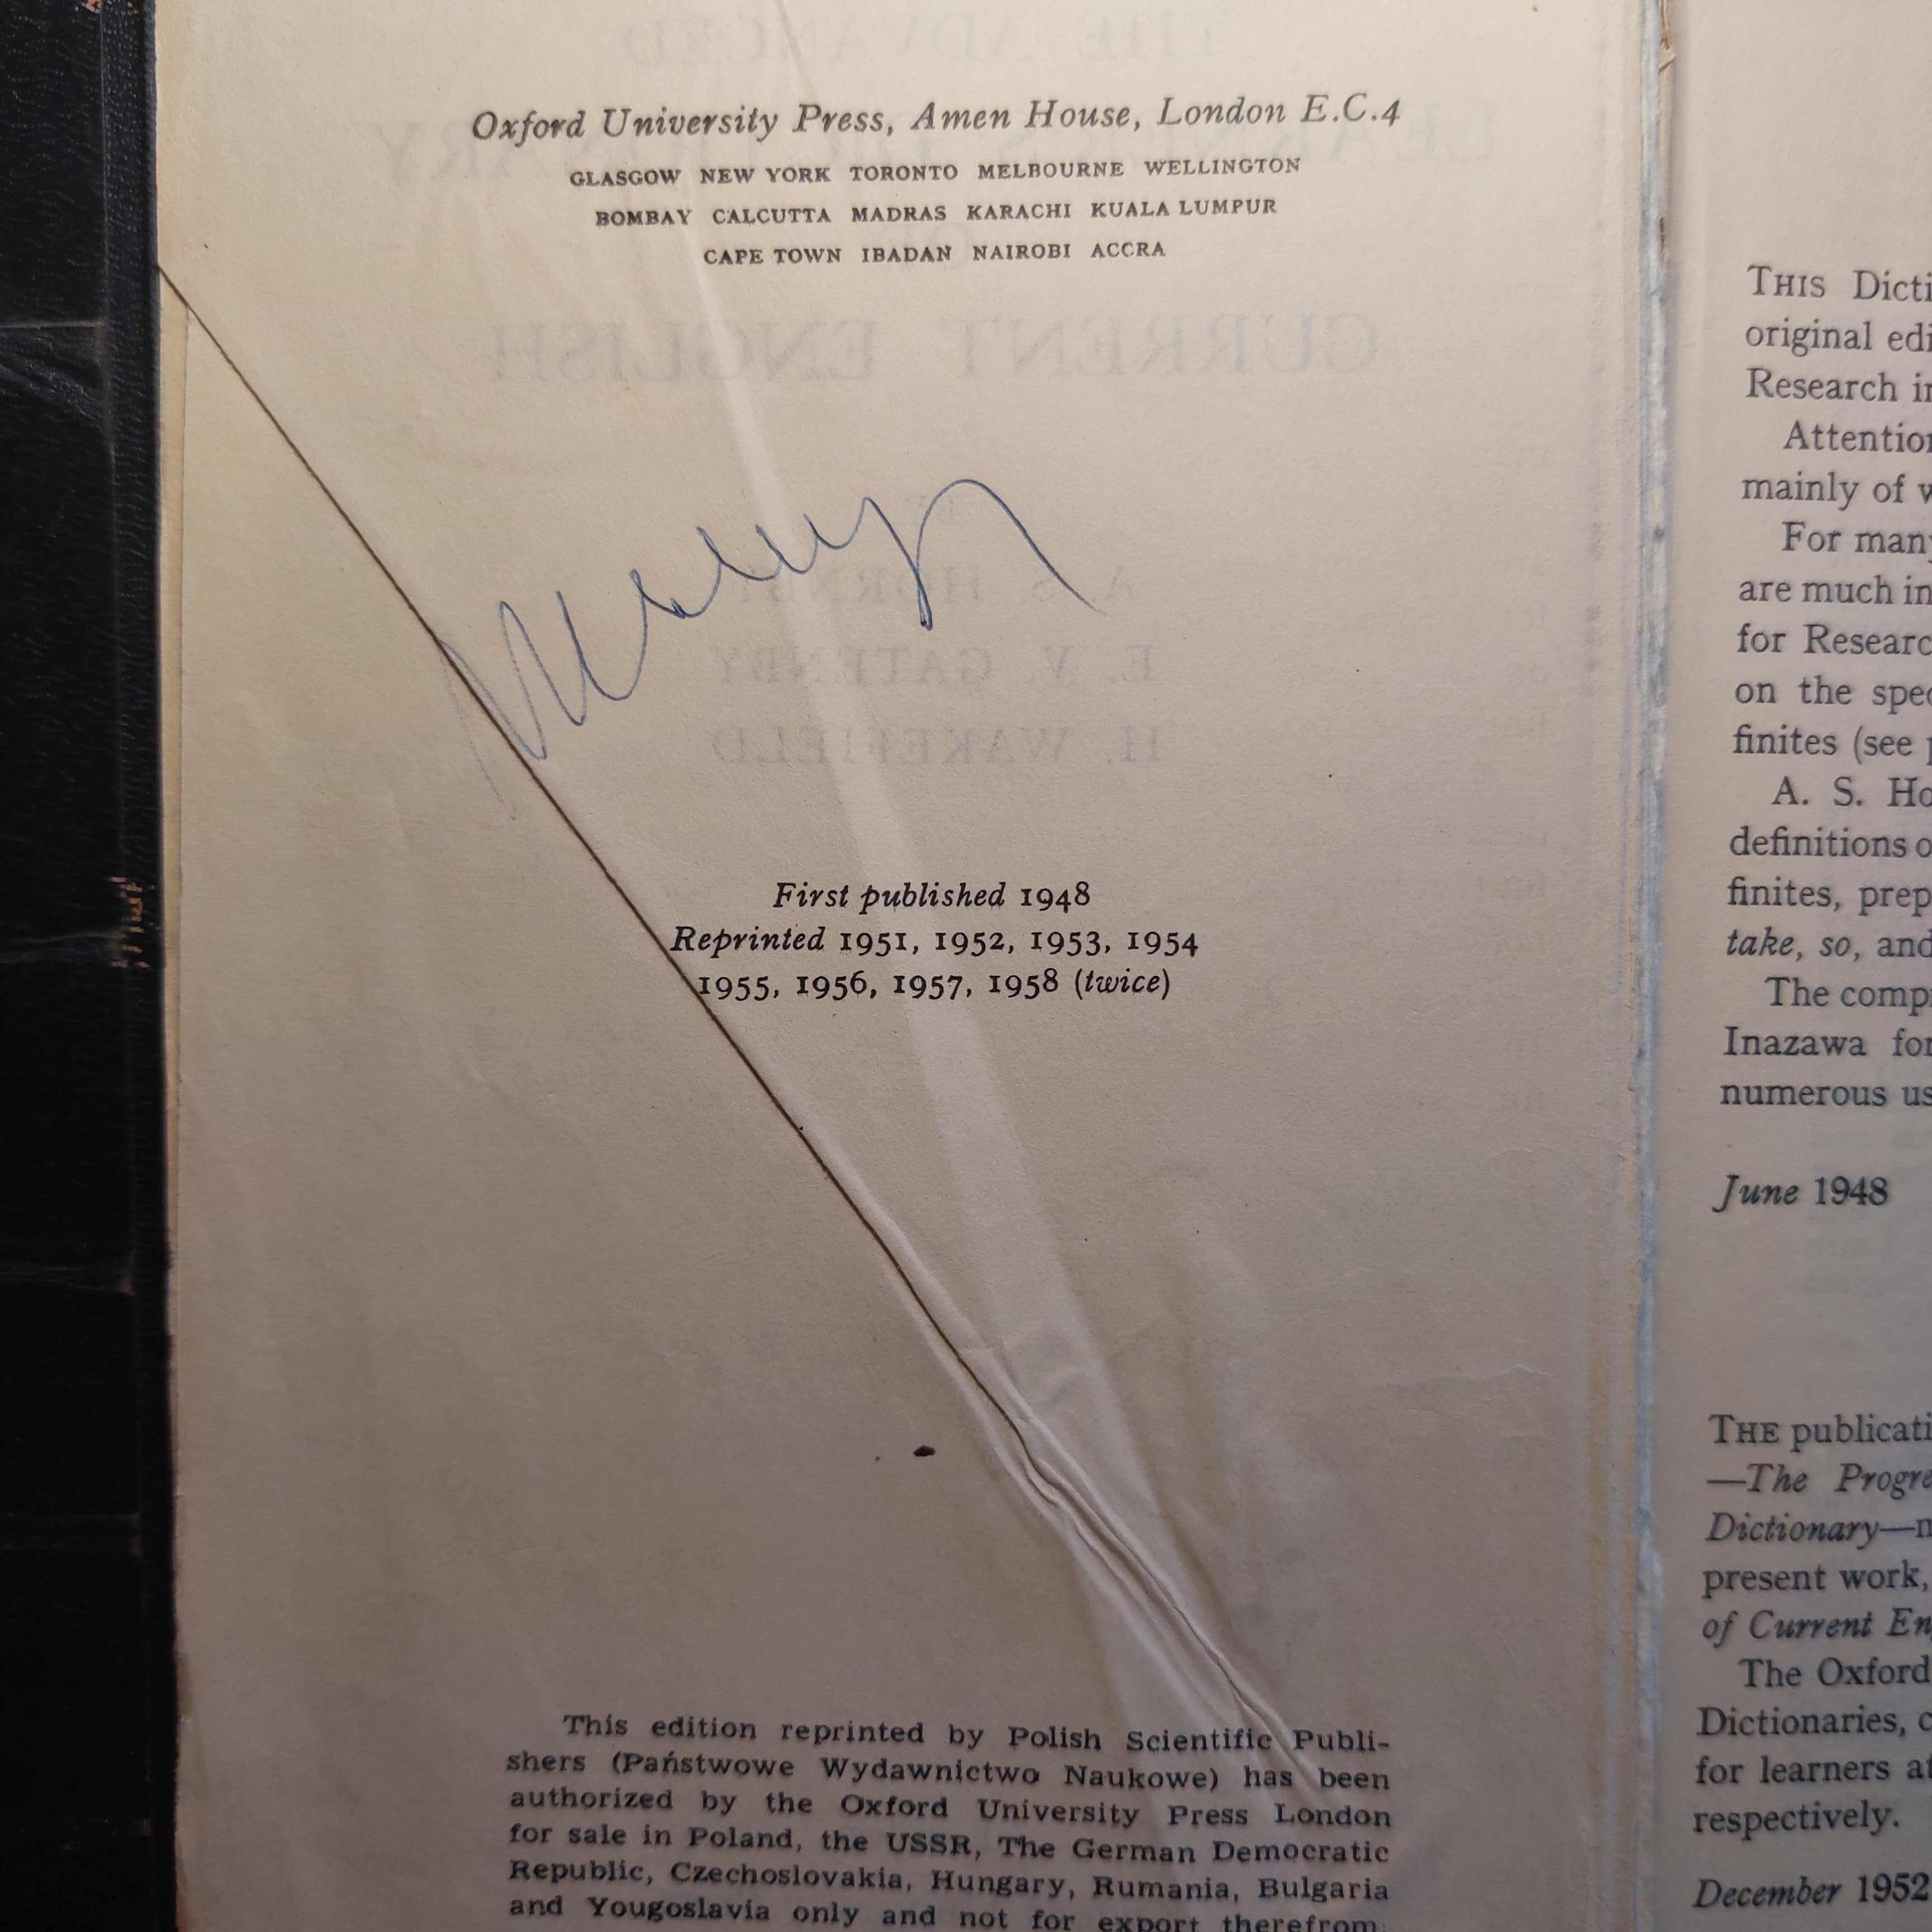 Oxford University Press, Amen House, London E.C.4
GLASGOW NEW YORK TORONTO MELBOURNE WELLINGTON
BOMBAY CALCUTTA MADRAS KARACHI KUALA LUMPUR
CAPE TOWN IBADAN NAIROBI ACCRA
First published 1948
Reprinted 1951, 1952, 1953, 1954
1955, 1956, 1957, 1958 (twice)
This edition reprinted by Polish Scientific Publi-
shers (Państwowe Wydawnictwo Naukowe) has been
authorized by the Oxford University Press London
for sale in Poland, the USSR, The German Democratic
Republic, Czechoslovakia, Hungary, Rumania, Bulgaria
and Yougoslavia only and not for export therefrom.
THIS Dicti
original edi
Research in
Attention
mainly of w
For many
are much in
for Researc
on the spec
finites (see
A. S. Ho
definitions o
finites, prep
take, so, and
The comp
Inazawa for
numerous us
June 1948
THE publicati
—The Progre
Dictionary—
present work,
of Current En
The Oxford
Dictionaries, c
for learners at
respectively.
December 1952